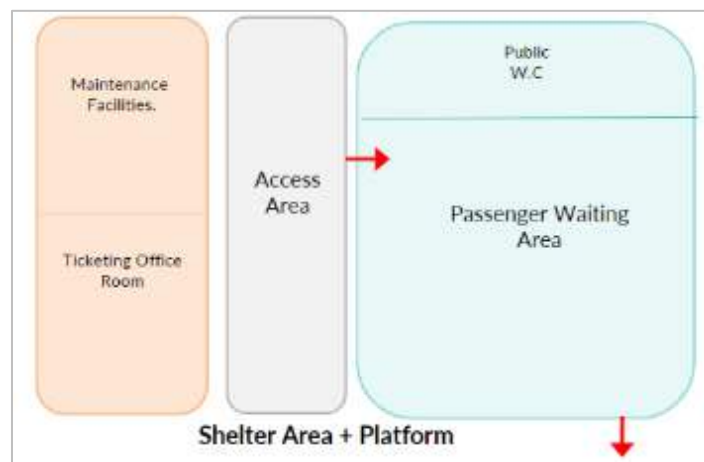 Maintenance
Facilities.
Ticketing Office
Room
Access
Area
Public
W.C
Passenger Waiting
Area
Shelter Area + Platform